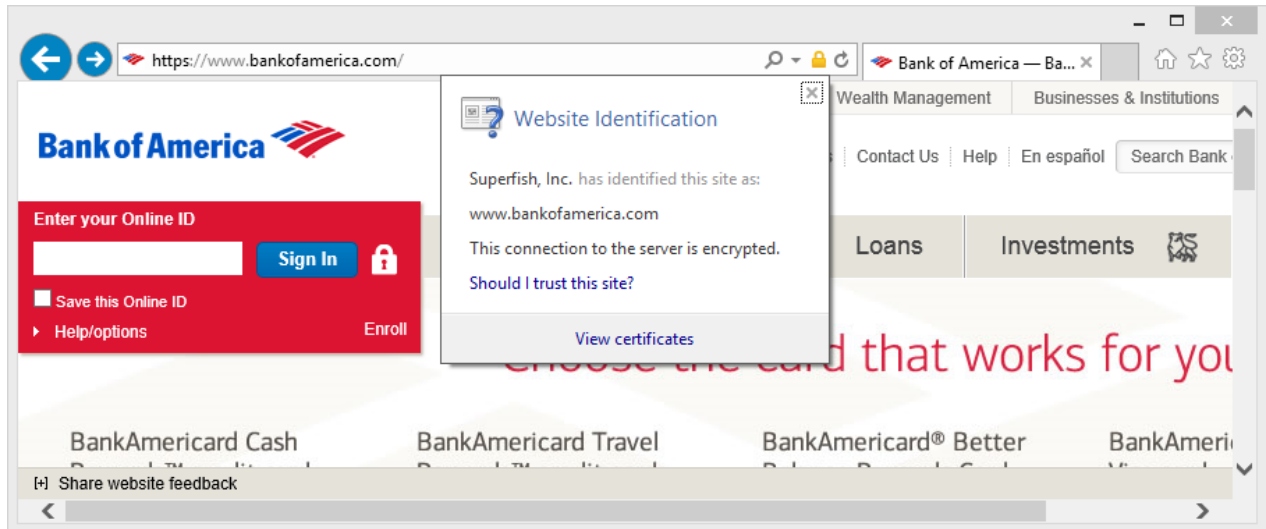 https://www.bankofamerica.com/
Bank of America — Ba...
Wealth Management
Businesses & Institutions
Bank of America
Contact Us
Help
En español
Search Bank
Website Identification
Superfish, Inc. has identified this site as:
www.bankofamerica.com
This connection to the server is encrypted.
Should I trust this site?
View certificates
Enter your Online ID
Sign In
Save this Online ID
Help/options
Enroll
Loans
Investments
card that works for you
BankAmericard Cash
BankAmericard Travel
BankAmericard® Better
BankAmeri
[+] Share website feedback